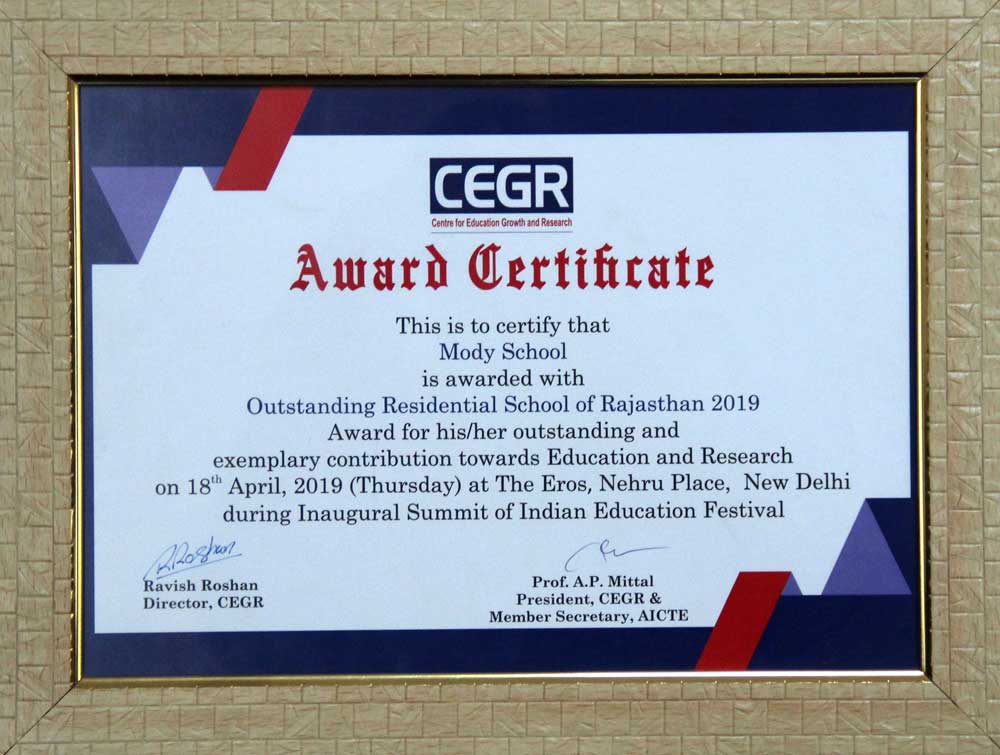 CEGR
Centre for Education Growth and Research
Award Certificate
This is to certify that
Mody School
is awarded with
Outstanding Residential School of Rajasthan 2019
Award for his/her outstanding and
exemplary contribution towards Education and Research
on 18th April, 2019 (Thursday) at The Eros, Nehru Place, New Delhi
during Inaugural Summit of Indian Education Festival
RRoshan
Ravish Roshan
Director, CEGR
Prof. A.P. Mittal
President, CEGR &
Member Secretary, AICTE